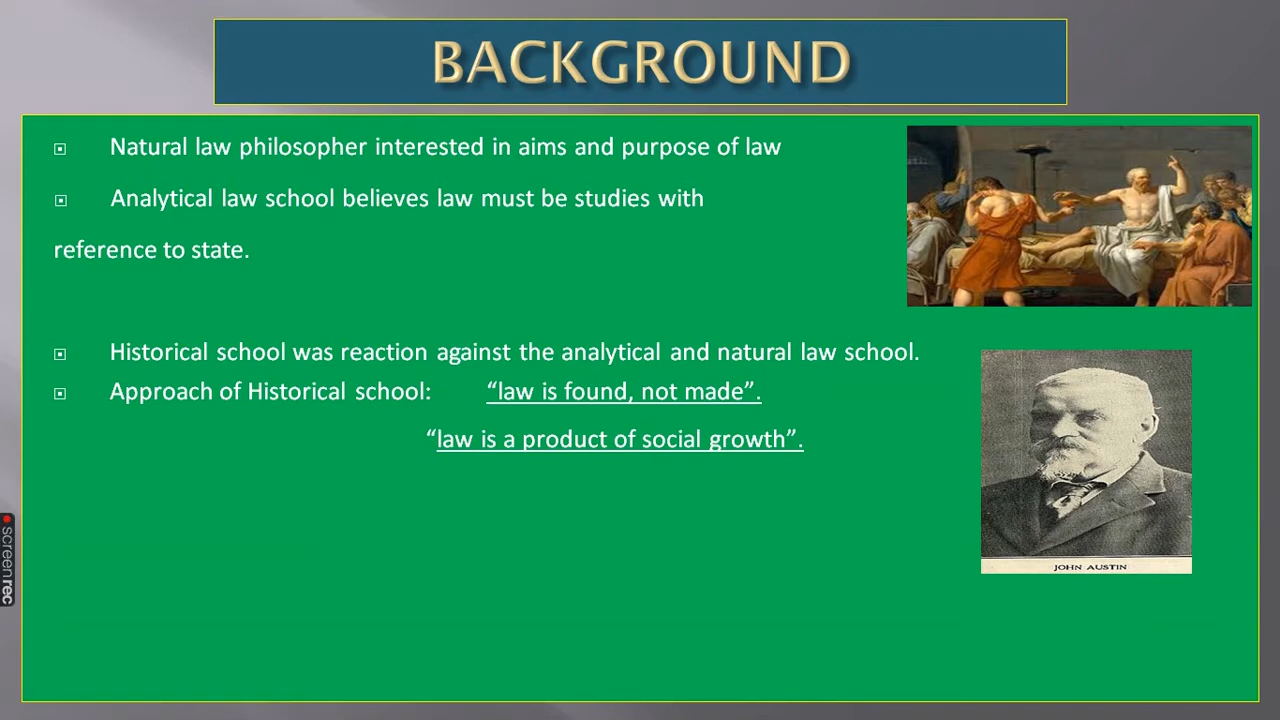 BACKGROUND
Natural law philosopher interested in aims and purpose of law
Analytical law school believes law must be studies with
reference to state.
Historical school was reaction against the analytical and natural law school.
Approach of Historical school: “law is found, not made”.
“law is a product of social growth”.
JOHN AUSTIN
screenrec